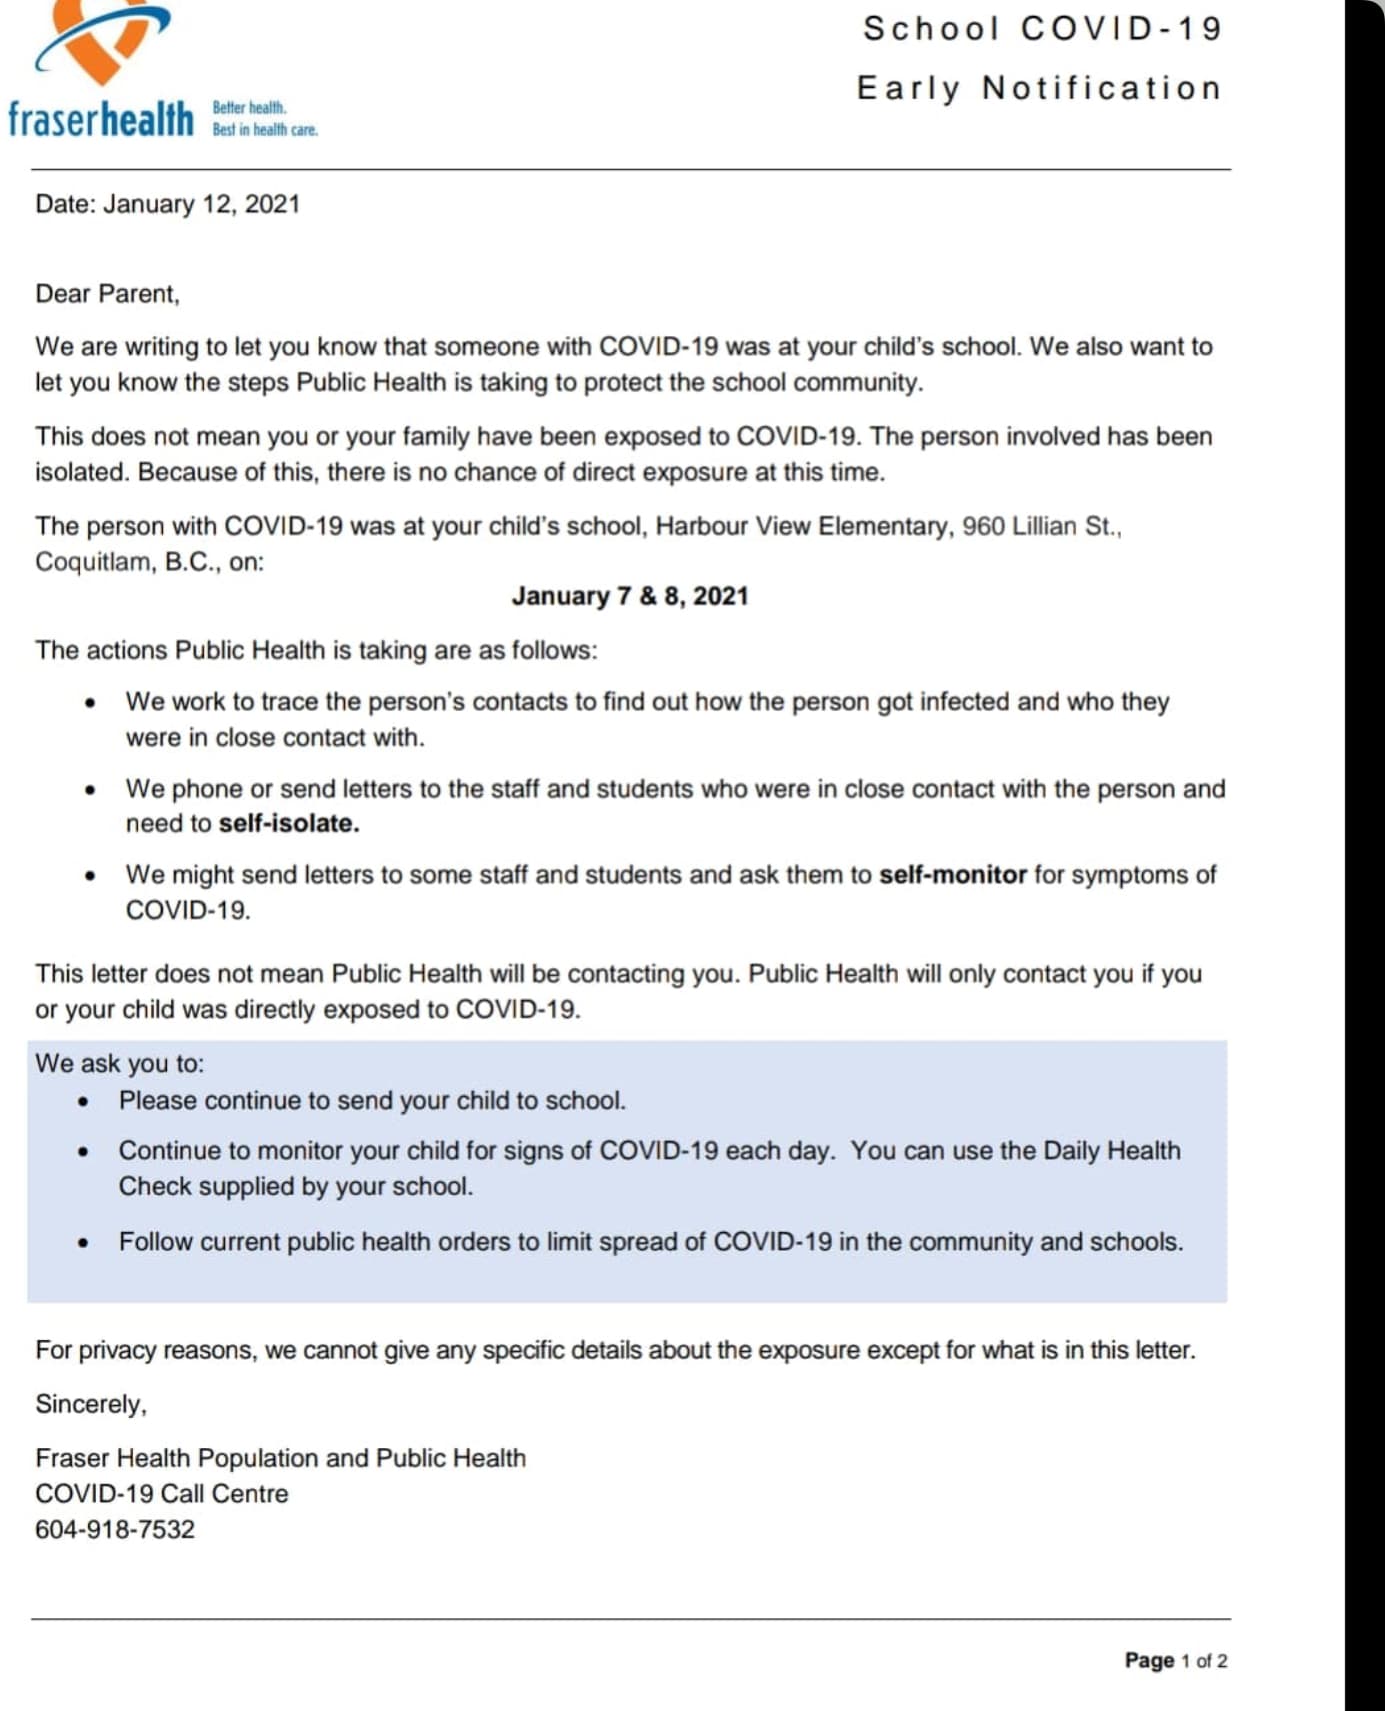 School COVID-19
Early Notification
fraserhealth
Better health.
Best in health care.
Date: January 12, 2021
Dear Parent,
We are writing to let you know that someone with COVID-19 was at your child's school. We also want to
let you know the steps Public Health is taking to protect the school community.
This does not mean you or your family have been exposed to COVID-19. The person involved has been
isolated. Because of this, there is no chance of direct exposure at this time.
The person with COVID-19 was at your child's school, Harbour View Elementary, 960 Lillian St.,
Coquitlam, B.C., on:
January 7 & 8, 2021
The actions Public Health is taking are as follows:
• We work to trace the person's contacts to find out how the person got infected and who they
were in close contact with.
• We phone or send letters to the staff and students who were in close contact with the person and
need to self-isolate.
• We might send letters to some staff and students and ask them to self-monitor for symptoms of
COVID-19.
This letter does not mean Public Health will be contacting you. Public Health will only contact you if you
or your child was directly exposed to COVID-19.
We ask you to:
• Please continue to send your child to school.
• Continue to monitor your child for signs of COVID-19 each day. You can use the Daily Health
Check supplied by your school.
• Follow current public health orders to limit spread of COVID-19 in the community and schools.
For privacy reasons, we cannot give any specific details about the exposure except for what is in this letter.
Sincerely,
Fraser Health Population and Public Health
COVID-19 Call Centre
604-918-7532
Page 1 of 2